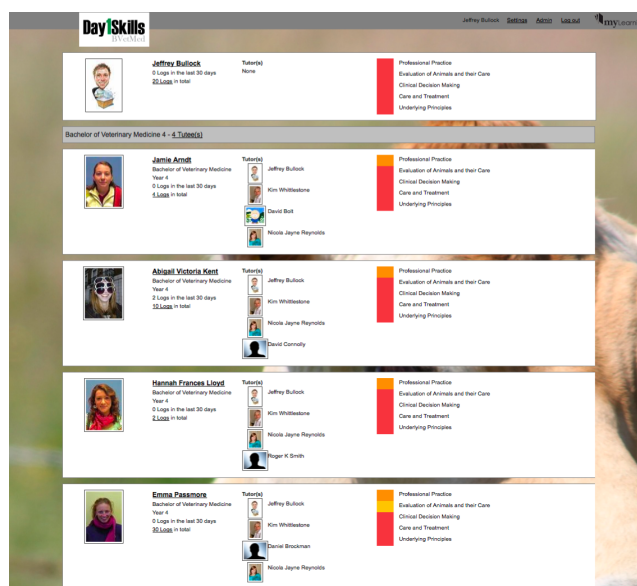 Day1Skills
BVetMed
Jeffrey Bullock Settings Admin Log out
myLearn
Jeffrey Bullock
0 Logs in the last 30 days
20 Logs in total
Tutor(s)
None
Professional Practice
Evaluation of Animals and their Care
Clinical Decision Making
Care and Treatment
Underlying Principles
Bachelor of Veterinary Medicine 4 - 4 Tutee(s)
Jamie Arndt
Bachelor of Veterinary Medicine
Year 4
0 Logs in the last 30 days
4 Logs in total
Tutor(s)
Jeffrey Bullock
Kim Whittlestone
David Bolt
Nicola Jayne Reynolds
Professional Practice
Evaluation of Animals and their Care
Clinical Decision Making
Care and Treatment
Underlying Principles
Abigail Victoria Kent
Bachelor of Veterinary Medicine
Year 4
2 Logs in the last 30 days
10 Logs in total
Tutor(s)
Jeffrey Bullock
Kim Whittlestone
Nicola Jayne Reynolds
David Connolly
Professional Practice
Evaluation of Animals and their Care
Clinical Decision Making
Care and Treatment
Underlying Principles
Hannah Frances Lloyd
Bachelor of Veterinary Medicine
Year 4
0 Logs in the last 30 days
2 Logs in total
Tutor(s)
Jeffrey Bullock
Kim Whittlestone
Nicola Jayne Reynolds
Roger K Smith
Professional Practice
Evaluation of Animals and their Care
Clinical Decision Making
Care and Treatment
Underlying Principles
Emma Passmore
Bachelor of Veterinary Medicine
Year 4
0 Logs in the last 30 days
30 Logs in total
Tutor(s)
Jeffrey Bullock
Kim Whittlestone
Daniel Brockman
Nicola Jayne Reynolds
Professional Practice
Evaluation of Animals and their Care
Clinical Decision Making
Care and Treatment
Underlying Principles